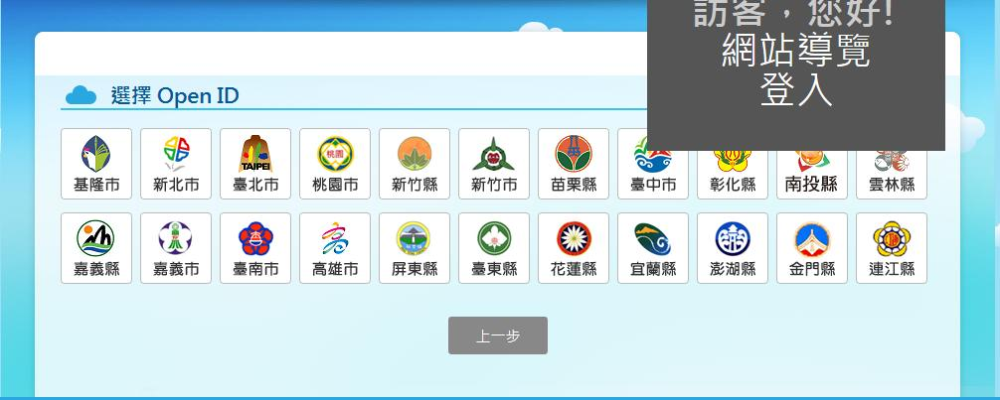 訪客，您好!
網站導覽
登入
選擇 Open ID
基隆市 新北市 臺北市 桃園市 新竹縣 新竹市 苗栗縣 臺中市 彰化縣 南投縣 雲林縣
TAIPEI
桃園
嘉義縣 嘉義市 臺南市 高雄市 屏東縣 臺東縣 花蓮縣 宜蘭縣 澎湖縣 金門縣 連江縣
上一步